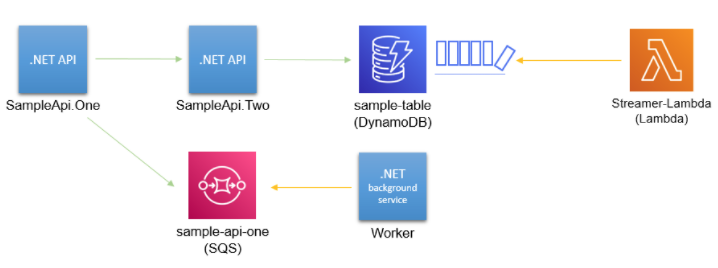 .NET API
SampleApi.One
.NET API
SampleApi.Two
sample-table
(DynamoDB)
Streamer-Lambda
(Lambda)
sample-api-one
(SQS)
.NET
background
service
Worker